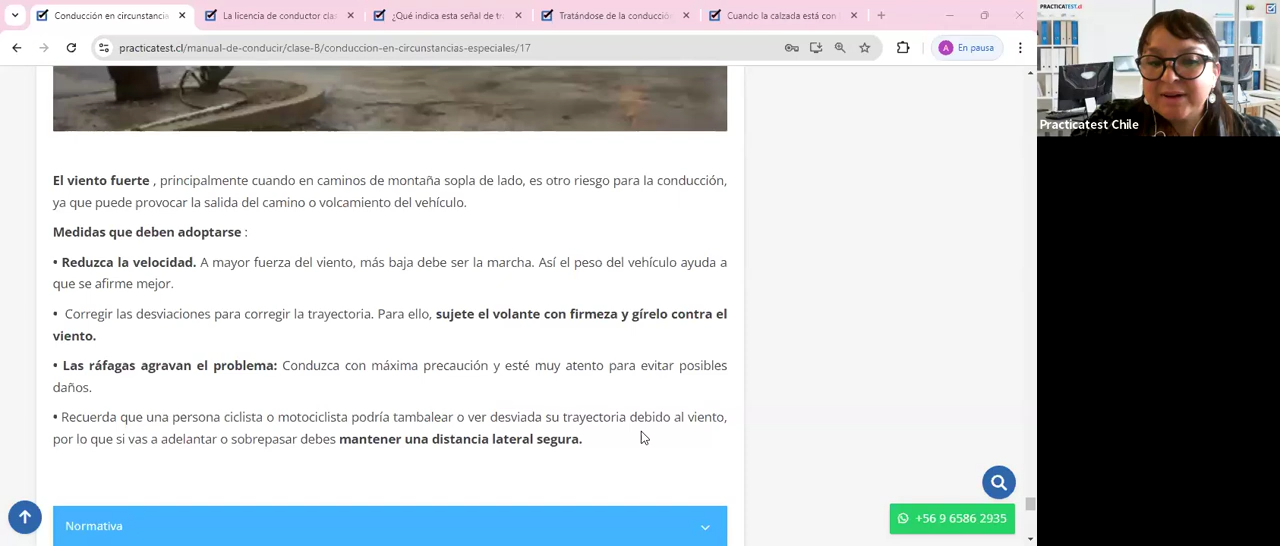 Conducción en circunstancia
La licencia de conductor clas
¿Qué indica esta señal de tr
Tratándose de la conducción
Cuando la calzada está con
practicatest.cl/manual-de-conducir/clase-B/conduccion-en-circunstancias-especiales/17
A En pausa
PRACTICATEST.cl
Practicatest Chile
El viento fuerte , principalmente cuando en caminos de montaña sopla de lado, es otro riesgo para la conducción,
ya que puede provocar la salida del camino o volcamiento del vehículo.
Medidas que deben adoptarse :
• Reduzca la velocidad. A mayor fuerza del viento, más baja debe ser la marcha. Así el peso del vehículo ayuda a
que se afirme mejor.
• Corregir las desviaciones para corregir la trayectoria. Para ello, sujete el volante con firmeza y gírelo contra el
viento.
• Las ráfagas agravan el problema: Conduzca con máxima precaución y esté muy atento para evitar posibles
daños.
• Recuerda que una persona ciclista o motociclista podría tambalear o ver desviada su trayectoria debido al viento,
por lo que si vas a adelantar o sobrepasar debes mantener una distancia lateral segura.
Normativa
+56 9 6586 2935